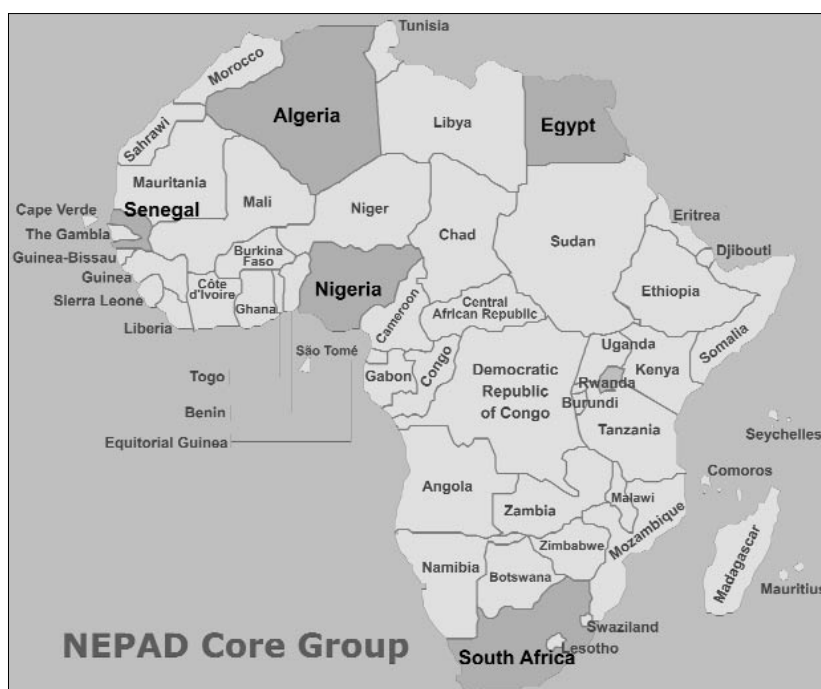 Tunisia
Morocco
Algeria
Libya
Egypt
Sahrawi
Mauritania
Mali
Niger
Chad
Sudan
Eritrea
Djibouti
Cape Verde
Senegal
The Gambia
Guinea-Bissau
Guinea
Sierra Leone
Liberia
Burkina
Faso
Côte
d'Ivoire
Ghana
Nigeria
Cameroon
Central
African Republic
Ethiopia
Somalia
Togo
Benin
Equitorial Guinea
São Tomé
Gabon
Congo
Democratic
Republic
of Congo
Uganda
Rwanda
Burundi
Kenya
Tanzania
Seychelles
Comoros
Angola
Zambia
Malawi
Mozambique
Zimbabwe
Namibia
Botswana
Madagascar
Mauritius
Swaziland
Lesotho
South Africa
NEPAD Core Group